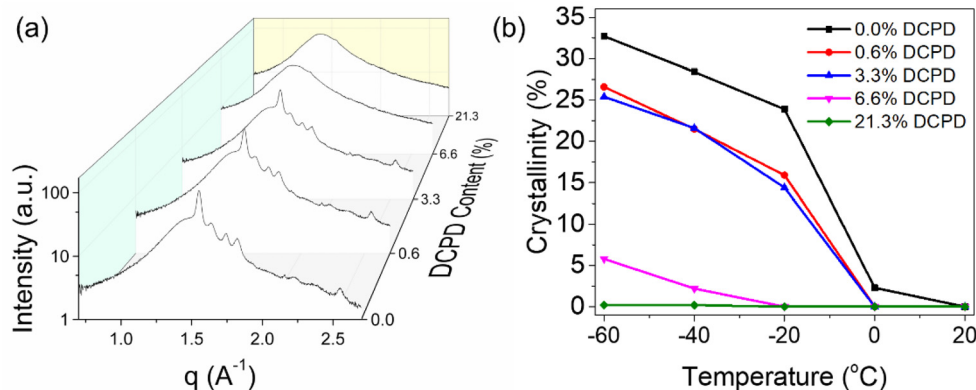 (a)
Intensity (a.u.)
100
10
1
1.0
1.5
2.0
2.5
q (A⁻¹)
0.0
0.6
3.3
6.6
21.3
DCPD Content (%)
(b)
Crystallinity (%)
35
30
25
20
15
10
5
0
-60
-40
-20
0
20
Temperature (°C)
0.0% DCPD
0.6% DCPD
3.3% DCPD
6.6% DCPD
21.3% DCPD